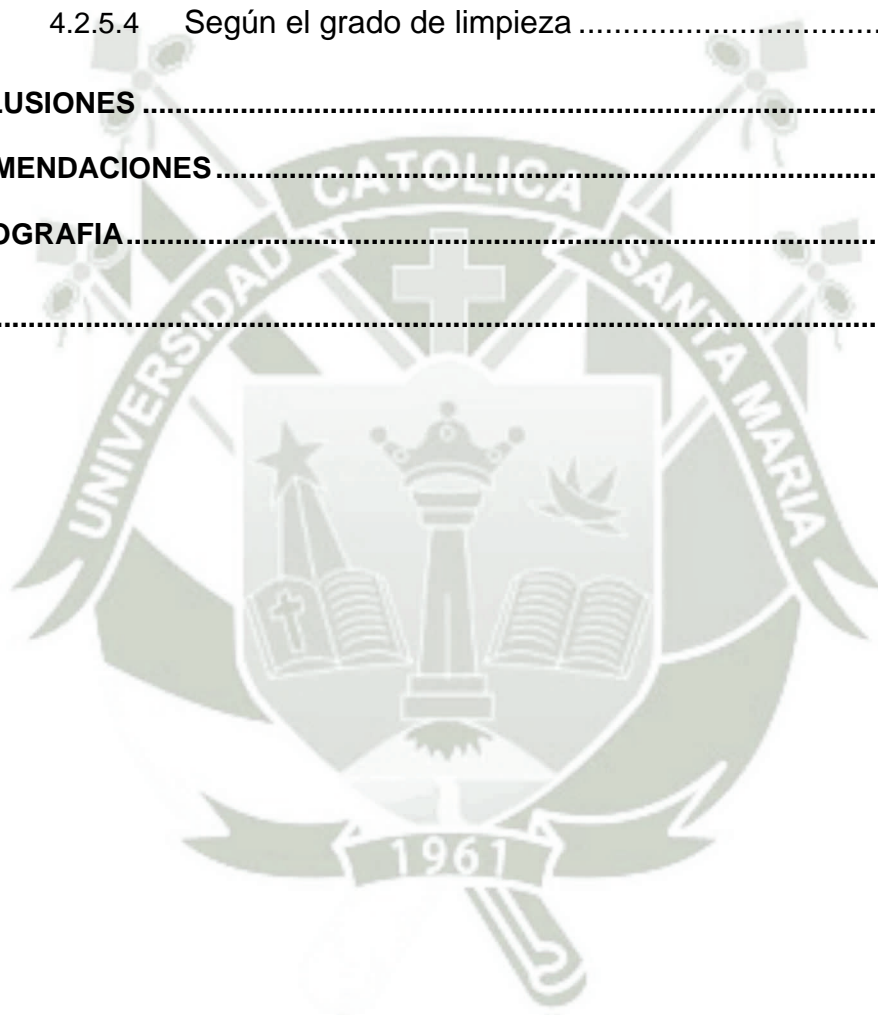 4.2.5.4 Según el grado de limpieza ................................
LUSIONES ........................................................................................
MENDACIONES ................................................................................
OGRAFIA ..........................................................................................
..........................................................................................................
UNIVERSIDAD CATOLICA SANTA MARIA
1961